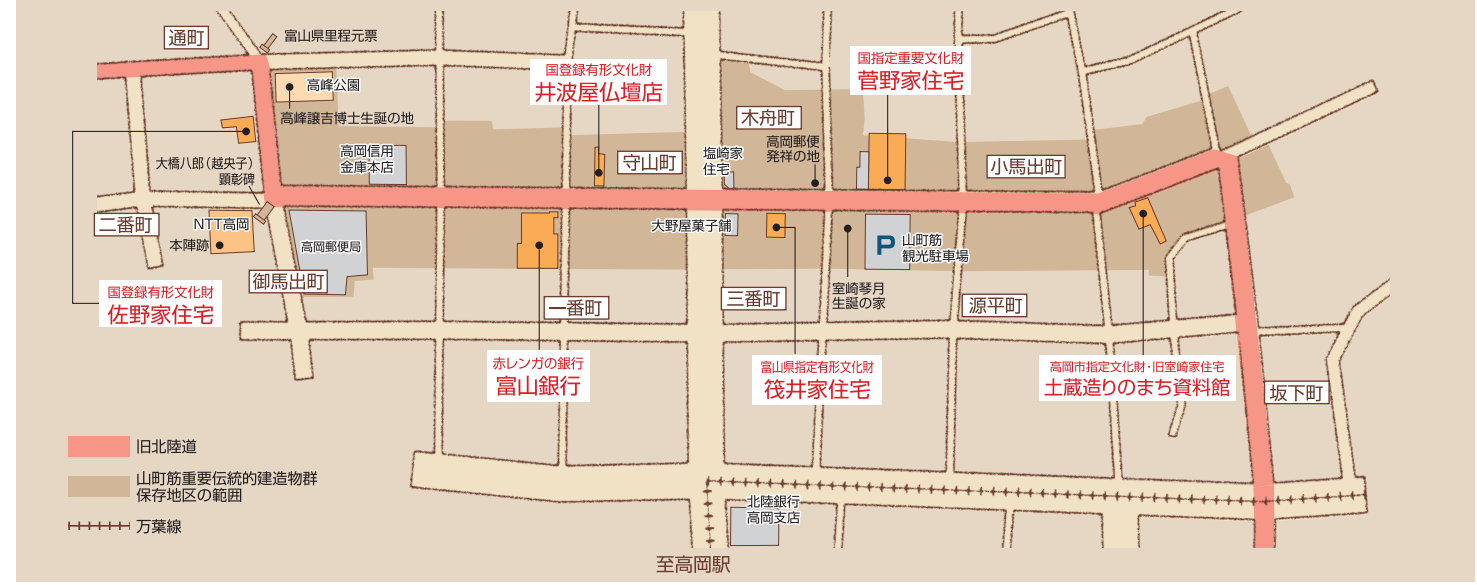 通町
富山県里程元票
高峰公園
高峰譲吉博士生誕の地
国登録有形文化財
井波屋仏壇店
国指定重要文化財
菅野家住宅
木舟町
高岡郵便
発祥の地
大橋八郎（越央子）
顕彰碑
高岡信用
金庫本店
守山町
塩崎家
住宅
小馬出町
二番町
NTT高岡
本陣跡
高岡郵便局
大野屋菓子舗
P
山町筋
観光駐車場
御馬出町
国登録有形文化財
佐野家住宅
一番町
三番町
室崎琴月
生誕の家
源平町
赤レンガの銀行
富山銀行
富山県指定有形文化財
筏井家住宅
高岡市指定文化財・旧室崎家住宅
土蔵造りのまち資料館
坂下町
旧北陸道
山町筋重要伝統的建造物群
保存地区の範囲
万葉線
北陸銀行
高岡支店
至高岡駅